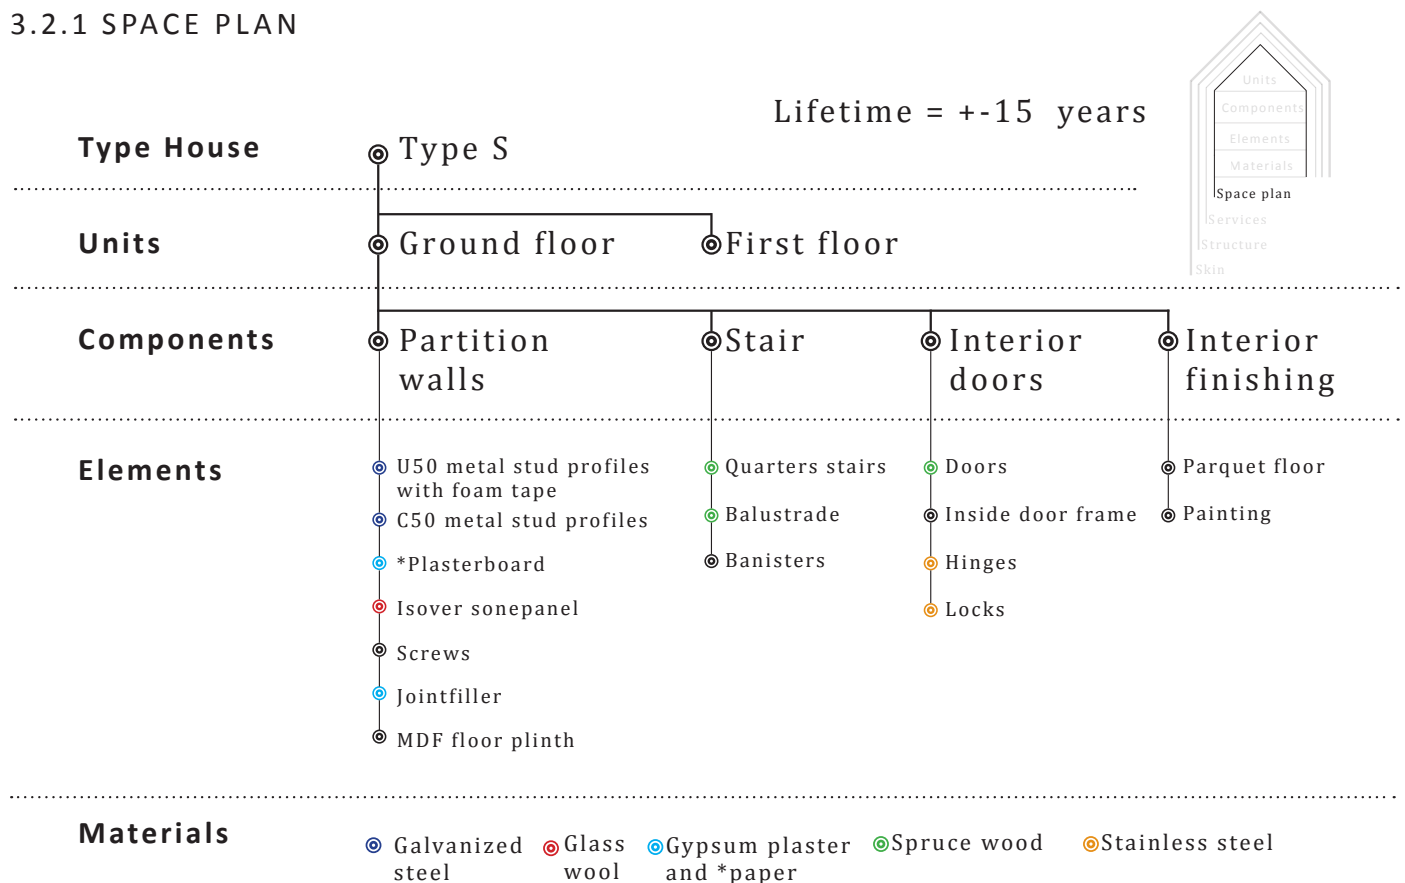 3.2.1 SPACE PLAN
Lifetime = +-15 years
Units
Components
Elements
Materials
Space plan
Services
Structure
Skin
Type House
Type S
Units
Ground floor
First floor
Components
Partition
walls
Stair
Interior
doors
Interior
finishing
Elements
U50 metal stud profiles
with foam tape
C50 metal stud profiles
*Plasterboard
Isover sonepanel
Screws
Jointfiller
MDF floor plinth
Quarters stairs
Balustrade
Banisters
Doors
Inside door frame
Hinges
Locks
Parquet floor
Painting
Materials
Galvanized
steel
Glass
wool
Gypsum plaster
and *paper
Spruce wood
Stainless steel